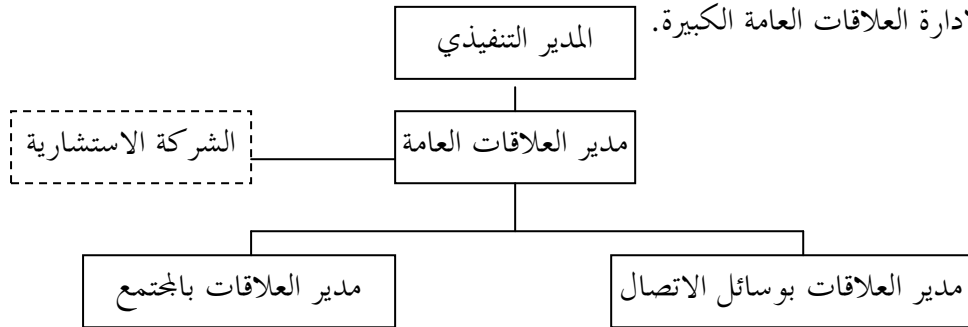 لادارة العلاقات العامة الكبيرة.
المدير التنفيذي
مدير العلاقات العامة
الشركة الاستشارية
مدير العلاقات بوسائل الاتصال
مدير العلاقات بالمجتمع